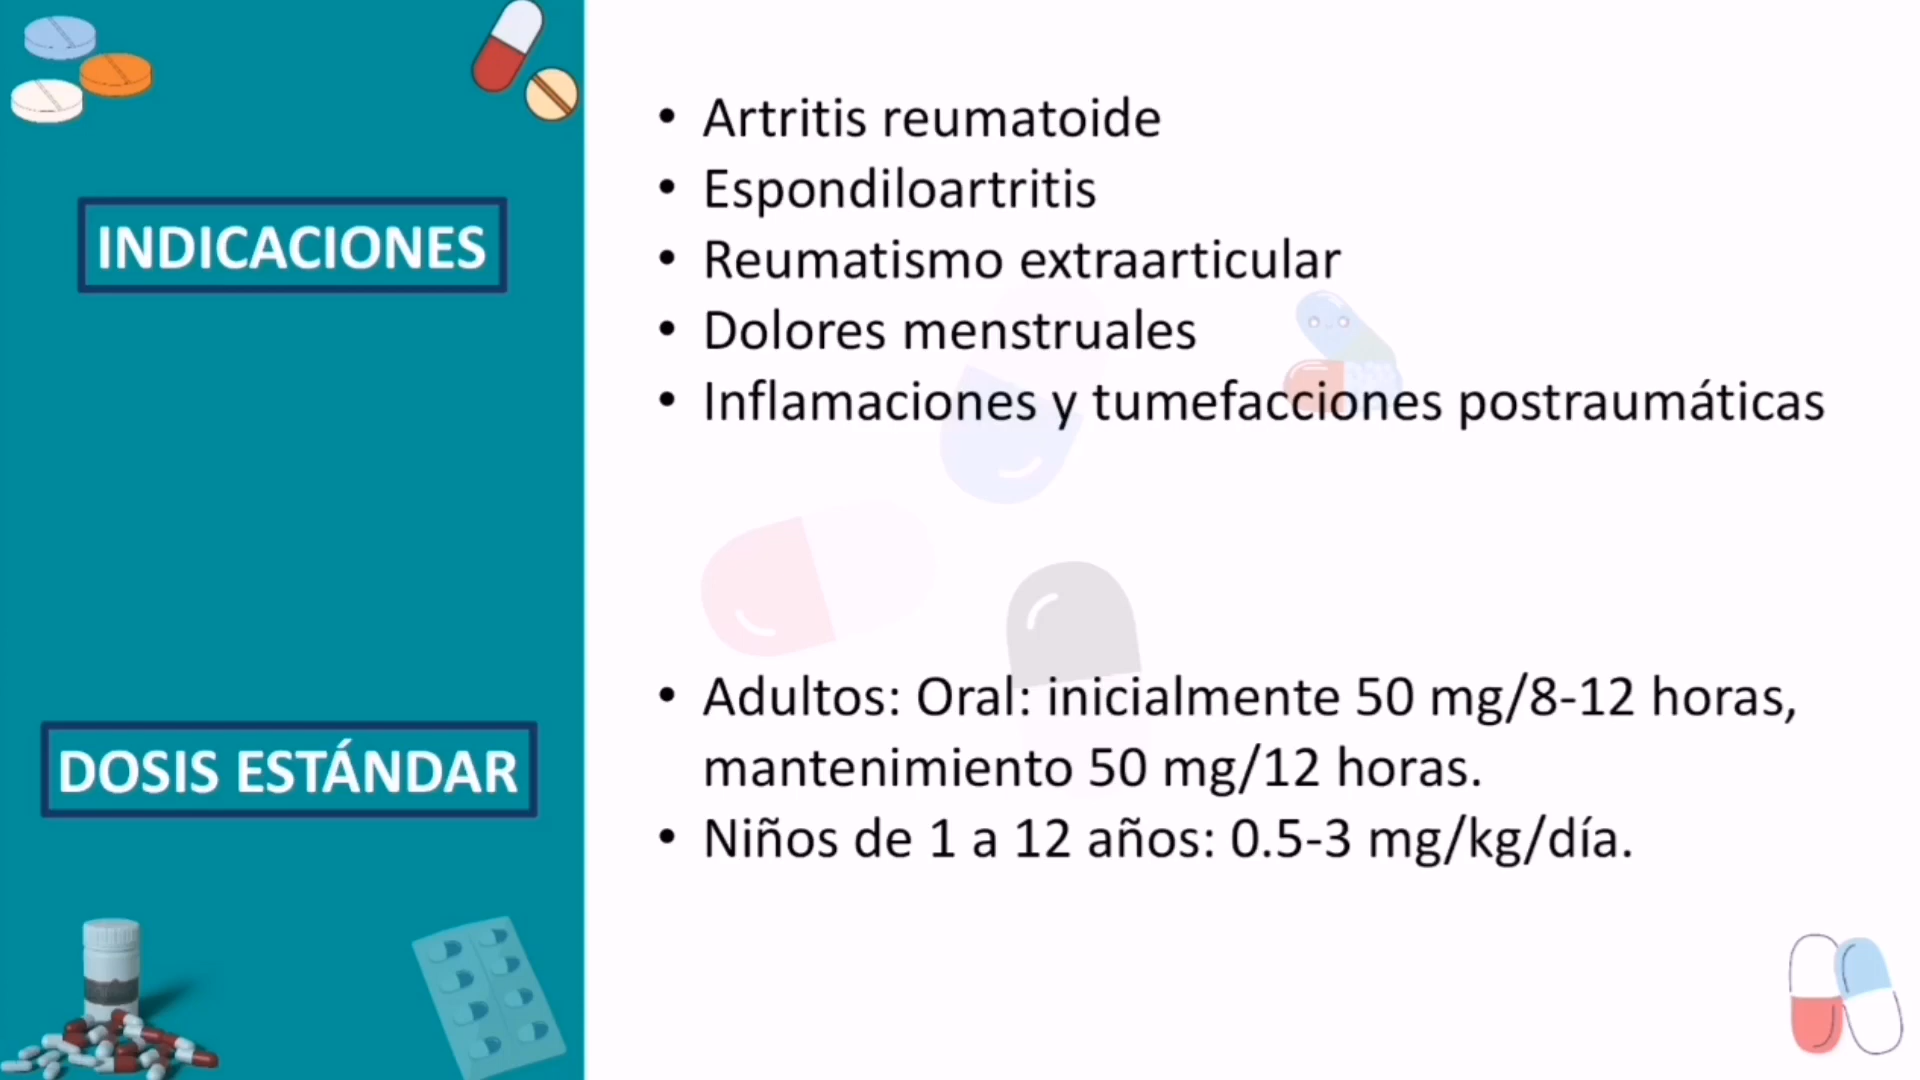 INDICACIONES
• Artritis reumatoide
• Espondiloartritis
• Reumatismo extraarticular
• Dolores menstruales
• Inflamaciones y tumefacciones postraumáticas
DOSIS ESTÁNDAR
• Adultos: Oral: inicialmente 50 mg/8-12 horas,
mantenimiento 50 mg/12 horas.
• Niños de 1 a 12 años: 0.5-3 mg/kg/día.